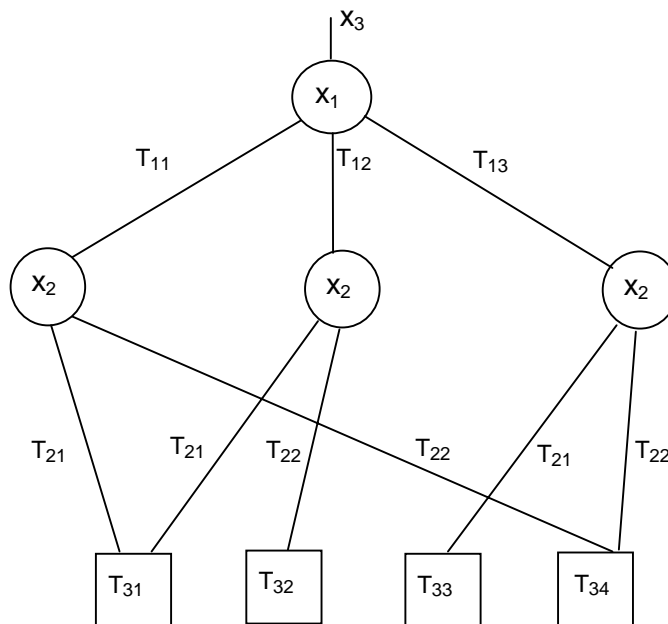 x₃
x₁
T₁₁
T₁₂
T₁₃
x₂
x₂
x₂
T₂₁
T₂₁
T₂₂
T₂₂
T₂₁
T₂₂
T₃₁
T₃₂
T₃₃
T₃₄